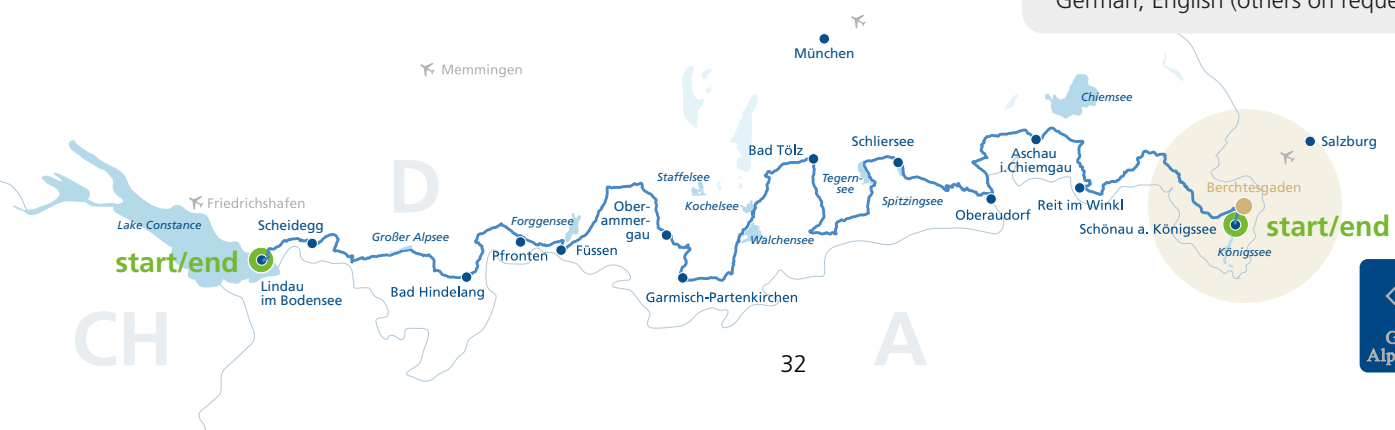 German, English (others on reque
München
Memmingen
Chiemsee
Salzburg
Schliersee
Bad Tölz
Aschau
i.Chiemgau
D
Staffelsee
Tegern-
see
Berchtesgaden
Friedrichshafen
Kochelsee
Spitzingsee
Ober-
ammer-
gau
Oberaudorf
Reit im Winkl
Lake Constance
Scheidegg
Forggensee
Großer Alpsee
Walchensee
Schönau a. Königssee
start/end
Pfronten
Füssen
Königssee
start/end
Lindau
im Bodensee
Bad Hindelang
Garmisch-Partenkirchen
CH
A
32
G
Alp